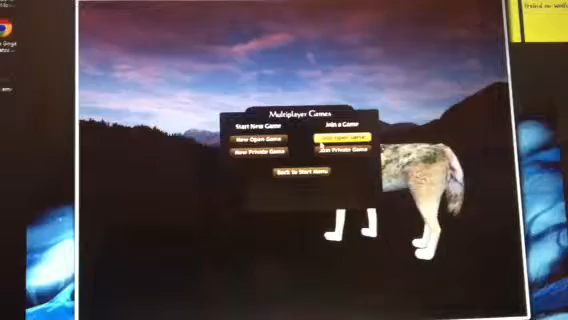 Multiplayer Games
Start New Game
Join a Game
New Open Game
Join Open Game
New Private Game
Join Private Game
Back to Start menu